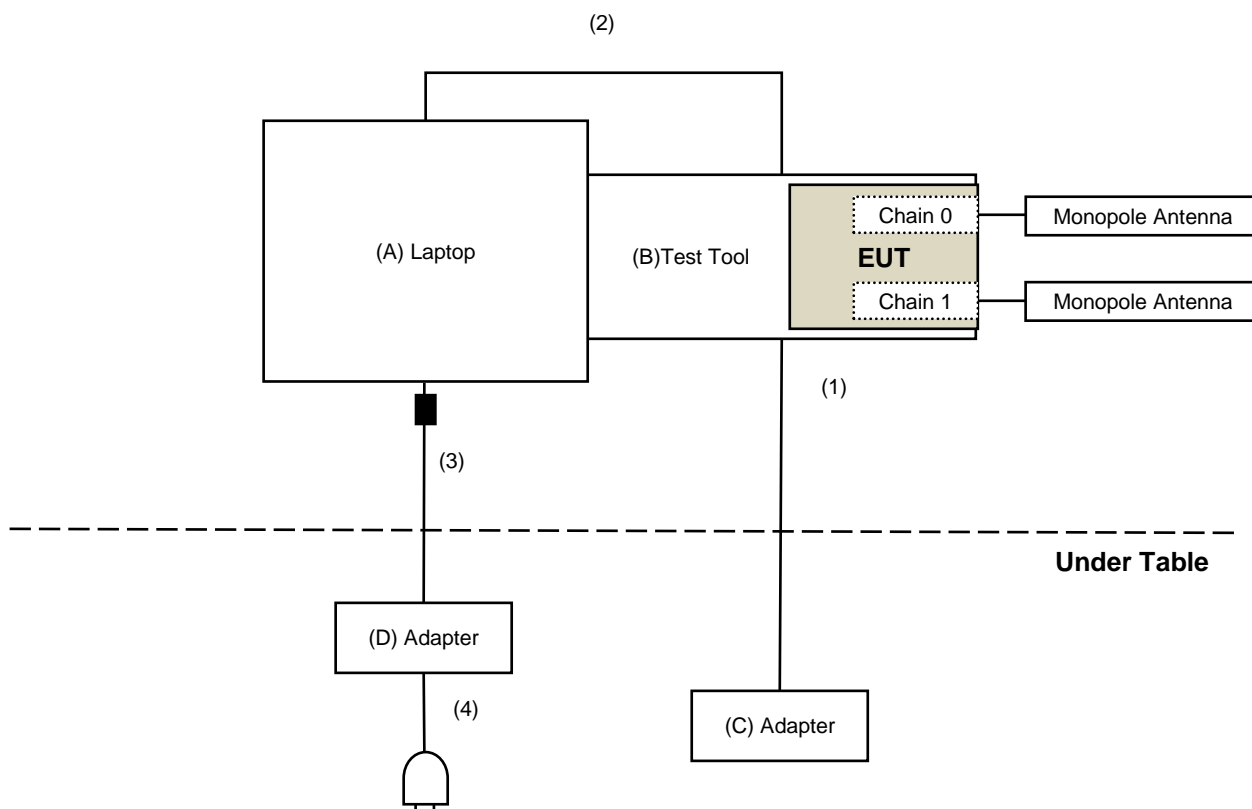 (2)
(A) Laptop
(B)Test Tool
Chain 0
EUT
Chain 1
Monopole Antenna
Monopole Antenna
(1)
(3)
Under Table
(D) Adapter
(4)
(C) Adapter